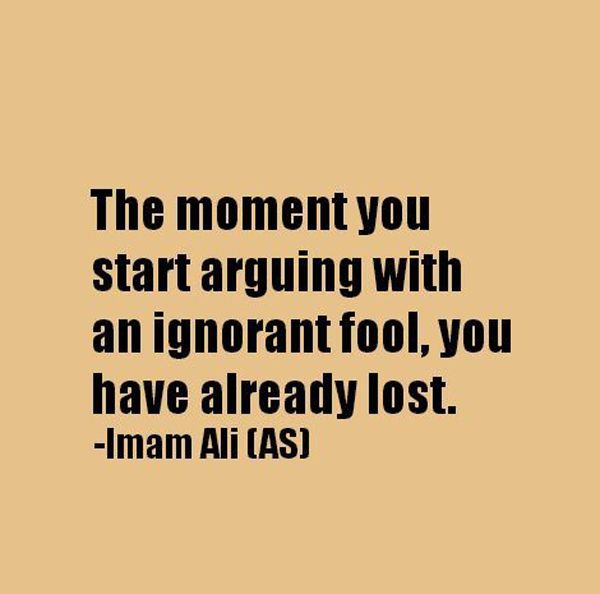 The moment you
start arguing with
an ignorant fool, you
have already lost.
-Imam Ali (AS)